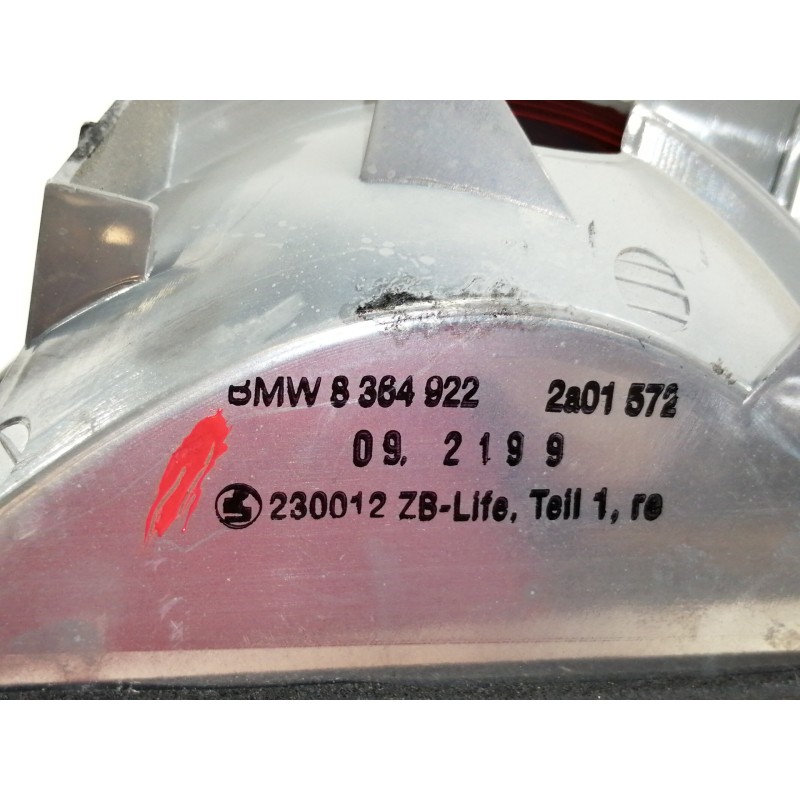 BMW 8 364 922 2a01 572
09. 2199
230012 ZB-Life, Teil 1, re